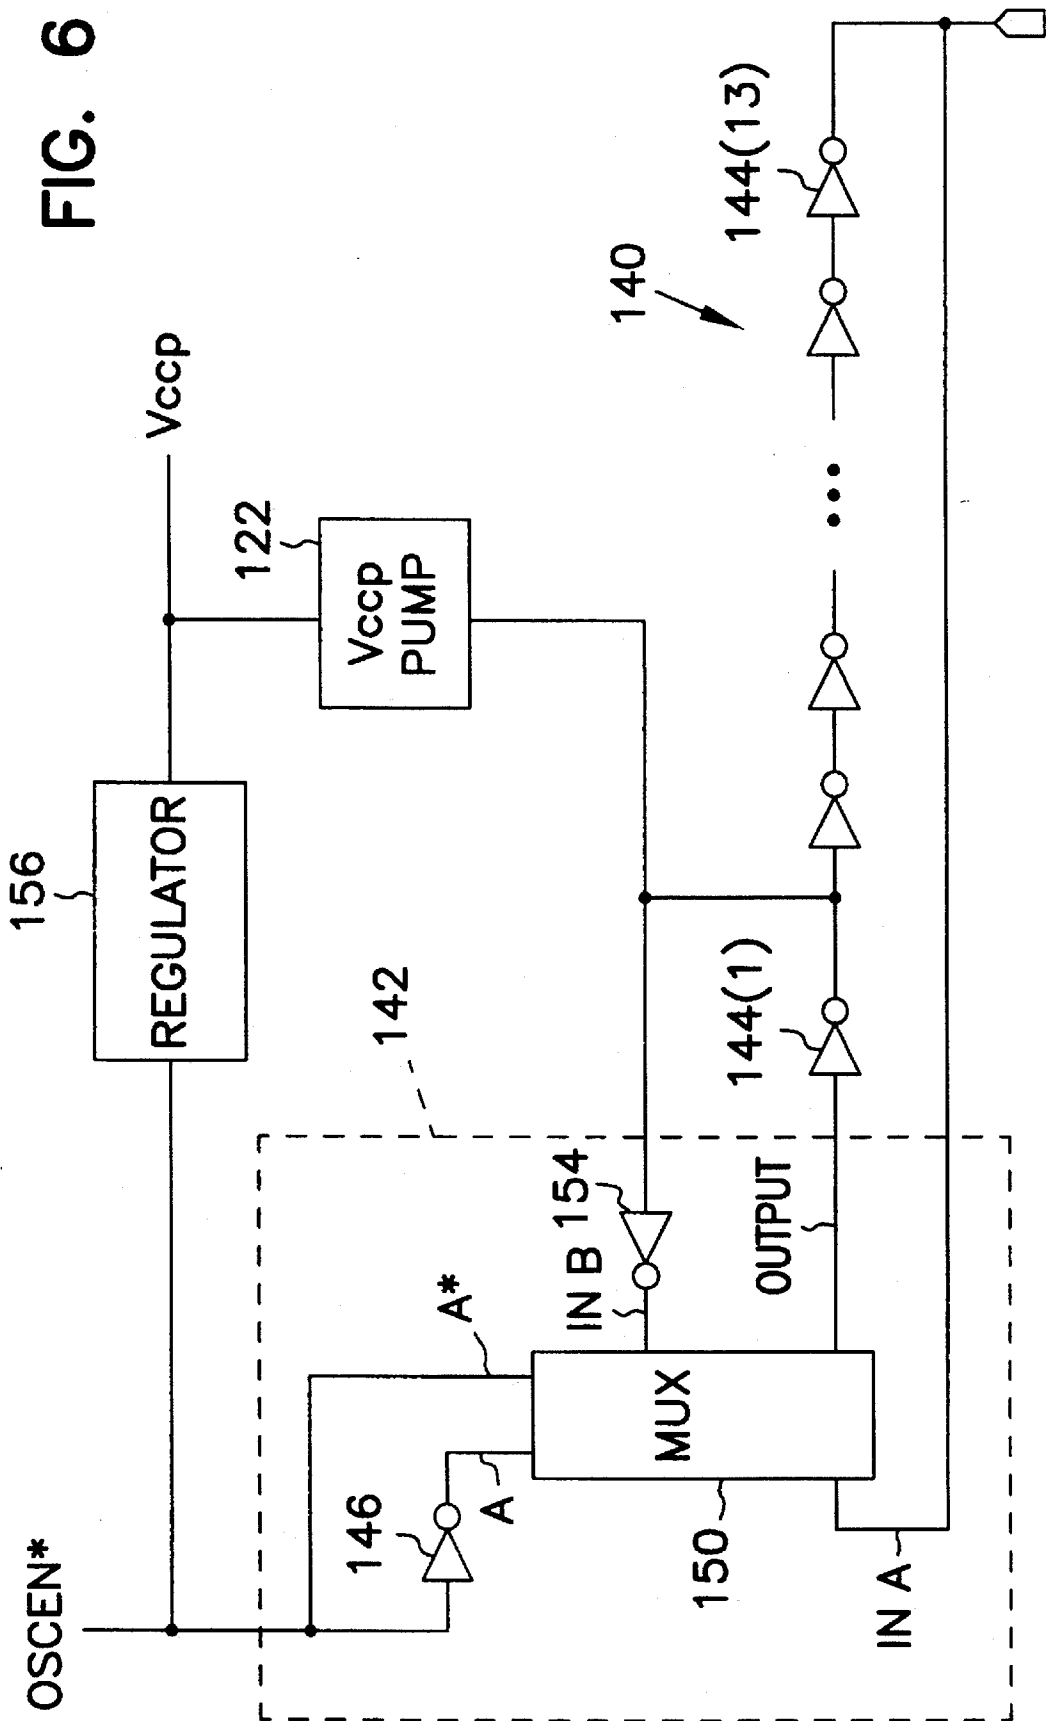 FIG. 6
OSCEN*
156
REGULATOR
Vccp
122
Vccp
PUMP
142
146
A
A*
MUX
150
IN B
154
IN A
OUTPUT
144(1)
140
144(13)